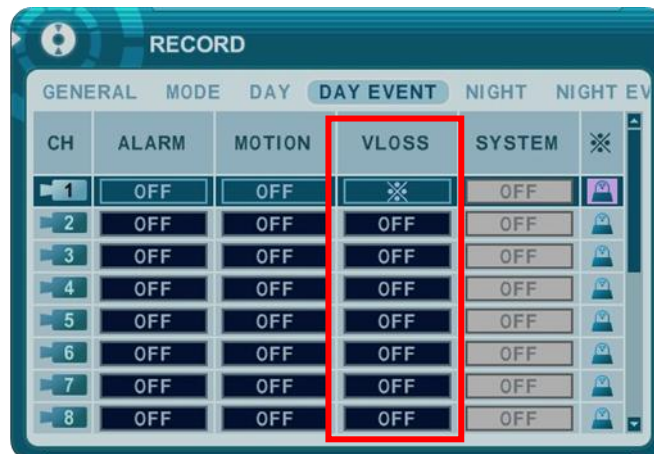 RECORD
GENERAL MODE DAY DAY EVENT NIGHT NIGHT EV
CH ALARM MOTION VLOSS SYSTEM ※
1 OFF OFF ※ OFF
2 OFF OFF OFF OFF
3 OFF OFF OFF OFF
4 OFF OFF OFF OFF
5 OFF OFF OFF OFF
6 OFF OFF OFF OFF
7 OFF OFF OFF OFF
8 OFF OFF OFF OFF